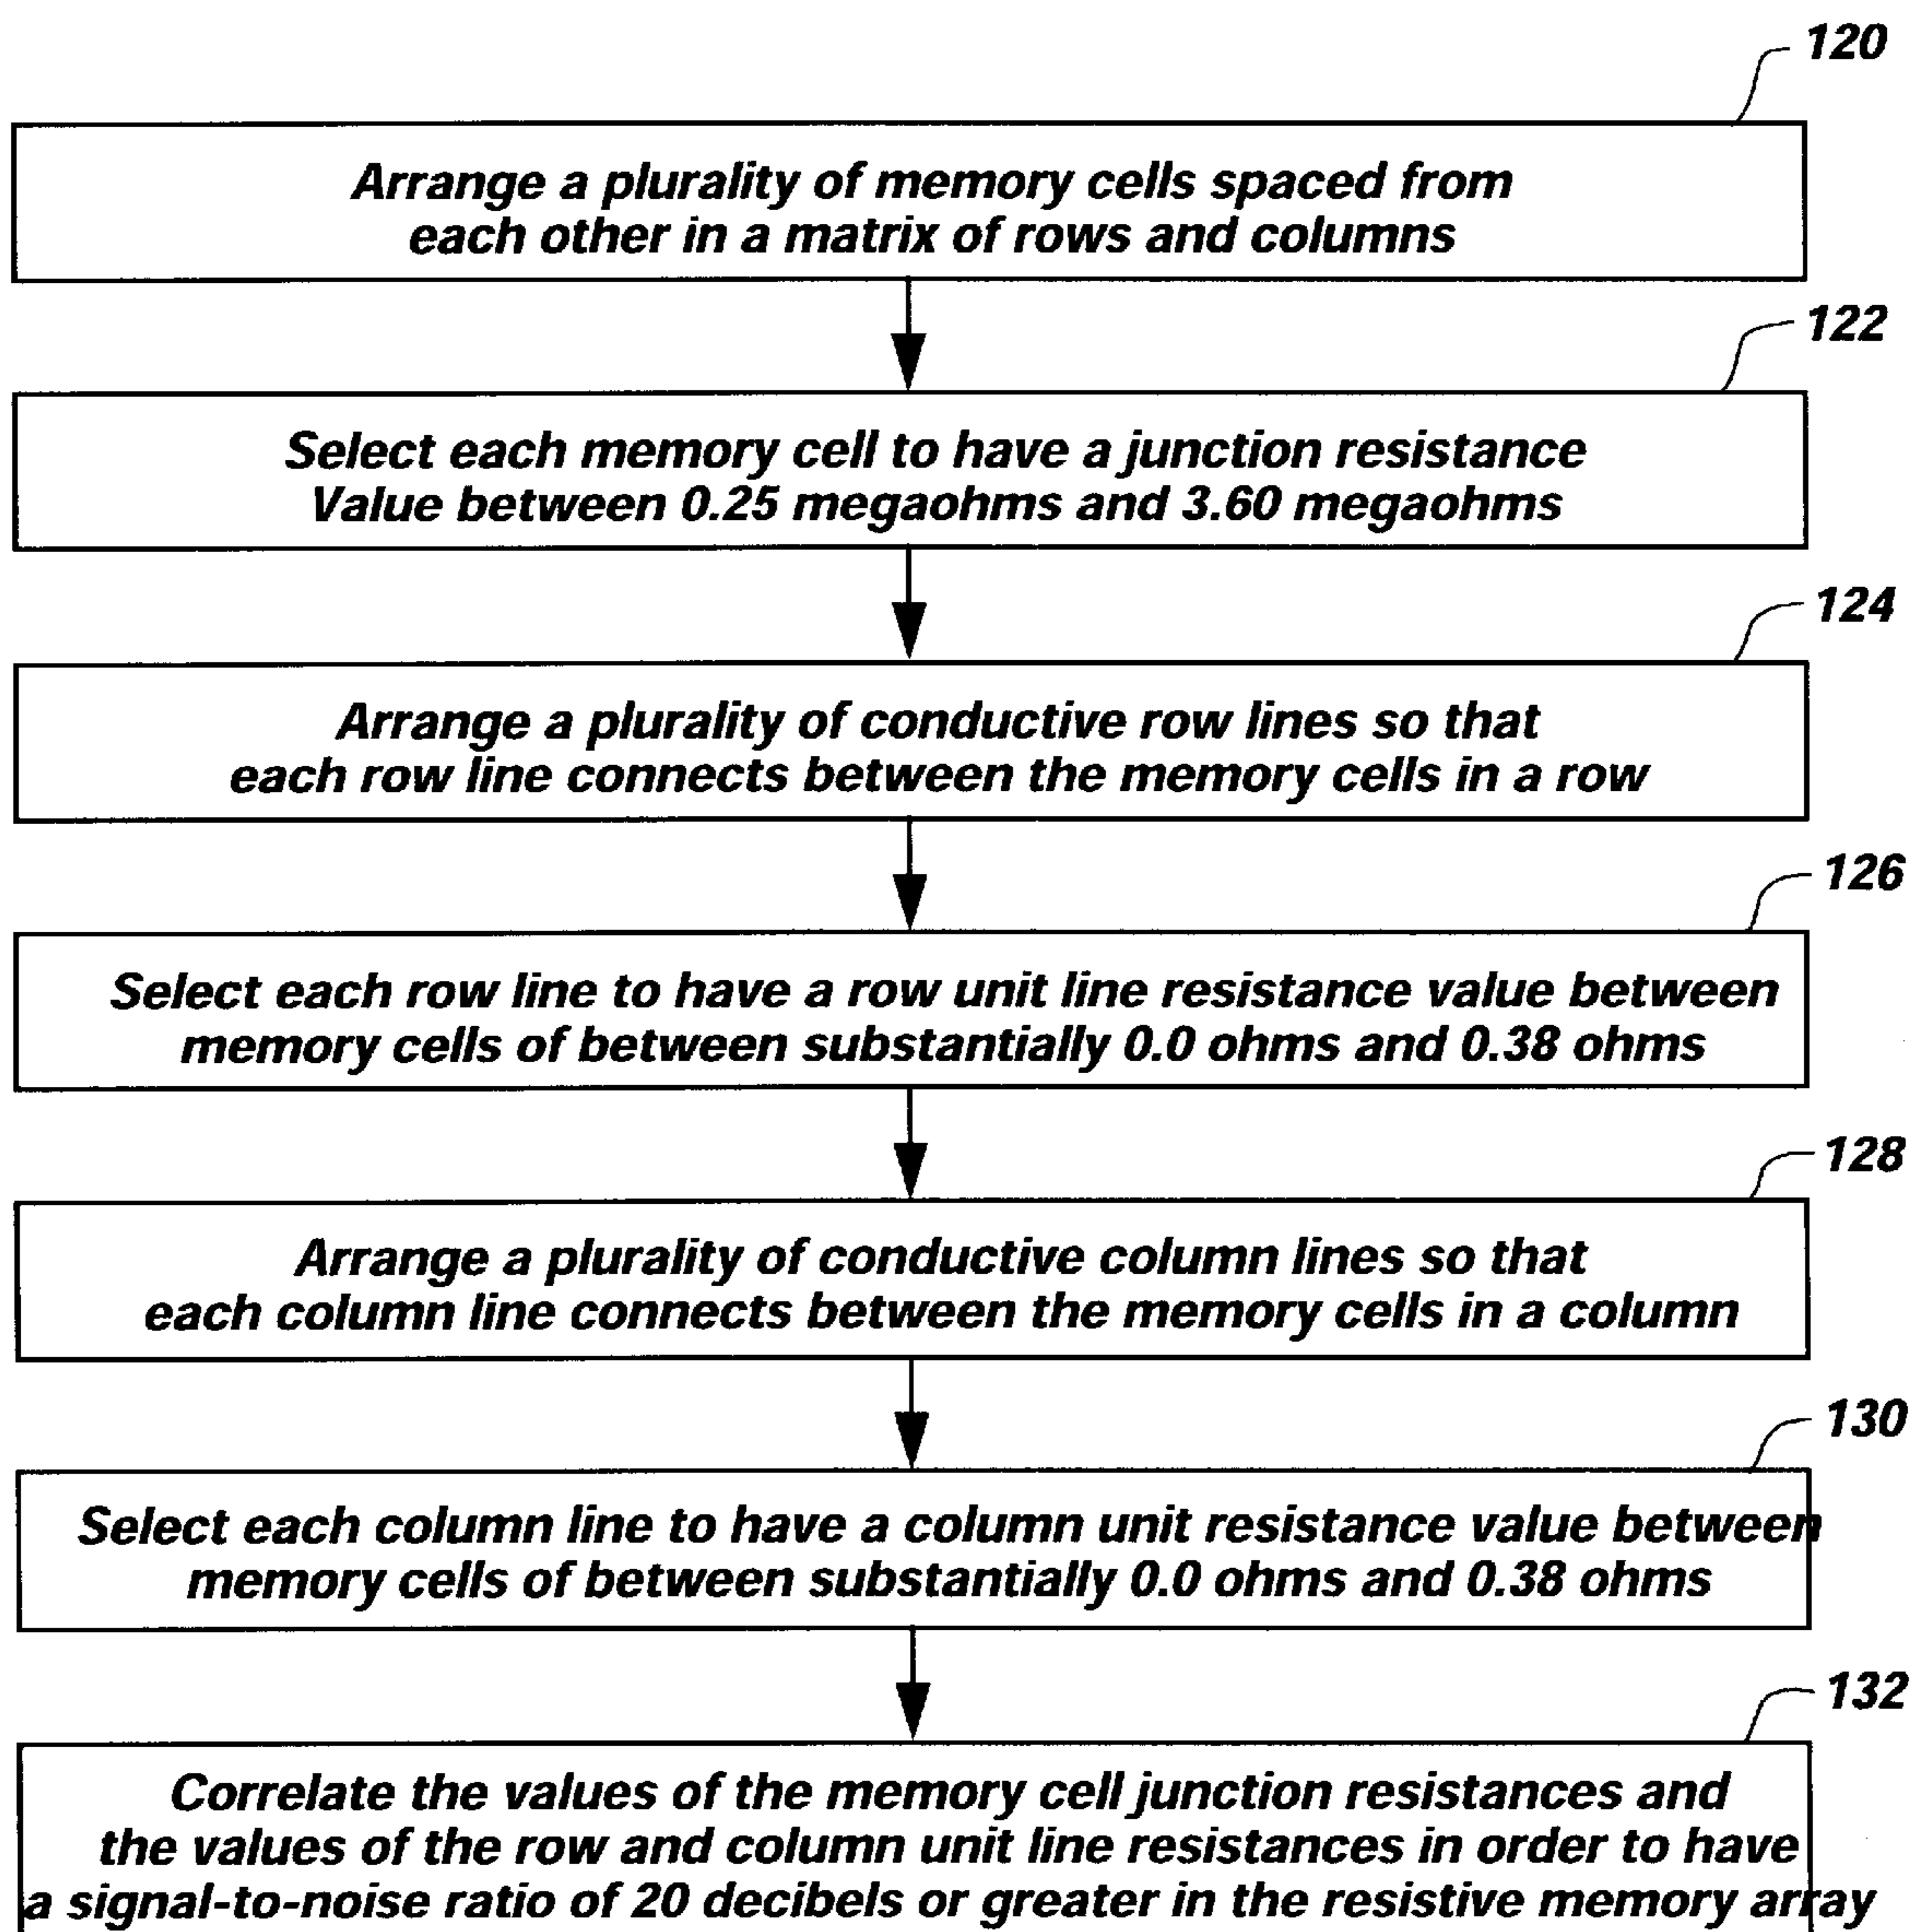 120
Arrange a plurality of memory cells spaced from
each other in a matrix of rows and columns
122
Select each memory cell to have a junction resistance
Value between 0.25 megaohms and 3.60 megaohms
124
Arrange a plurality of conductive row lines so that
each row line connects between the memory cells in a row
126
Select each row line to have a row unit line resistance value between
memory cells of between substantially 0.0 ohms and 0.38 ohms
128
Arrange a plurality of conductive column lines so that
each column line connects between the memory cells in a column
130
Select each column line to have a column unit resistance value between
memory cells of between substantially 0.0 ohms and 0.38 ohms
132
Correlate the values of the memory cell junction resistances and
the values of the row and column unit line resistances in order to have
a signal-to-noise ratio of 20 decibels or greater in the resistive memory array